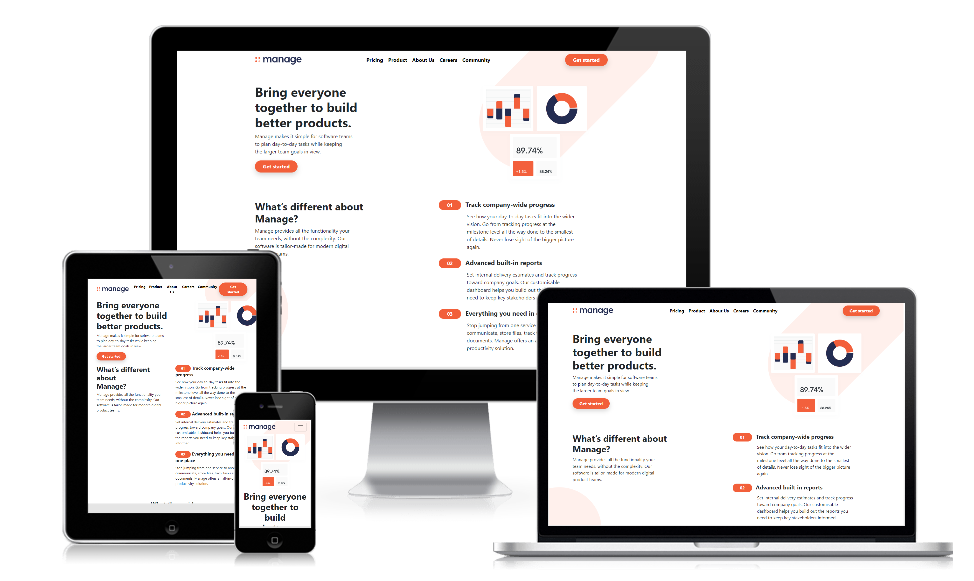 manage
Pricing Product About Us Careers Community
Get started
Bring everyone
together to build
better products.
Manage makes it simple for software teams
to plan day-to-day tasks while keeping
the larger team goals in view.
Get started
89.74%
What's different about
Manage?
Manage provides all the functionality your
team needs, without the complexity. Our
software is tailor-made for modern digital
teams
01 Track company-wide progress
See how your day-to-day tasks fit into the wider
vision. Go from tracking progress at the
milestone level all the way done to the smallest
of details. Never lose sight of the bigger picture
again.
02 Advanced built-in reports
Set internal delivery estimates and track progress
toward company goals. Our customisable
dashboard helps you build out the
need to keep key stakeholders
03 Everything you need in
Stop jumping from one service
communicate, store files, track
documents. Manage offers an
productivity solution.
manage
Pricing Product About Us Careers Community
Get started
Bring everyone
together to build
better products.
Manage makes it simple for software teams
to plan day-to-day tasks while keeping
the larger team goals in view.
Get started
89.74%
What's different
about
Manage?
01 Track company-wide
progress
02 Advanced built-in
03 Everything you need
one place
manage
89.74%
Bring everyone
together to
build
manage
Pricing Product About Us Careers Community
Get started
Bring everyone
together to build
better products.
Manage makes it simple for software teams
to plan day-to-day tasks while keeping
the larger team goals in view.
Get started
89.74%
What's different about
Manage?
Manage provides all the functionality your
team needs, without the complexity. Our
software is tailor-made for modern digital
product teams.
01 Track company-wide progress
See how your day-to-day tasks fit into the wider
vision. Go from tracking progress at the
milestone level all the way done to the smallest
of details. Never lose sight of the bigger picture
again.
02 Advanced built-in reports
Set internal delivery estimates and track progress
toward company goals. Our customisable
dashboard helps you build out the reports you
need to keep key stakeholders informed.